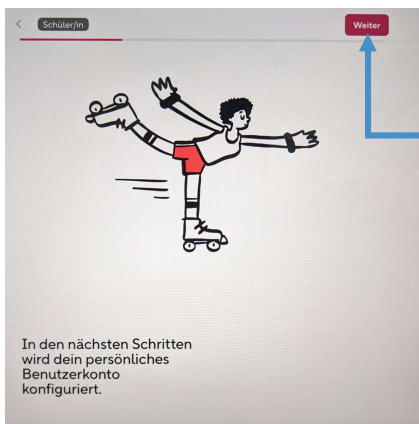 Schüler/in
Weiter
In den nächsten Schritten
wird dein persönliches
Benutzerkonto
konfiguriert.